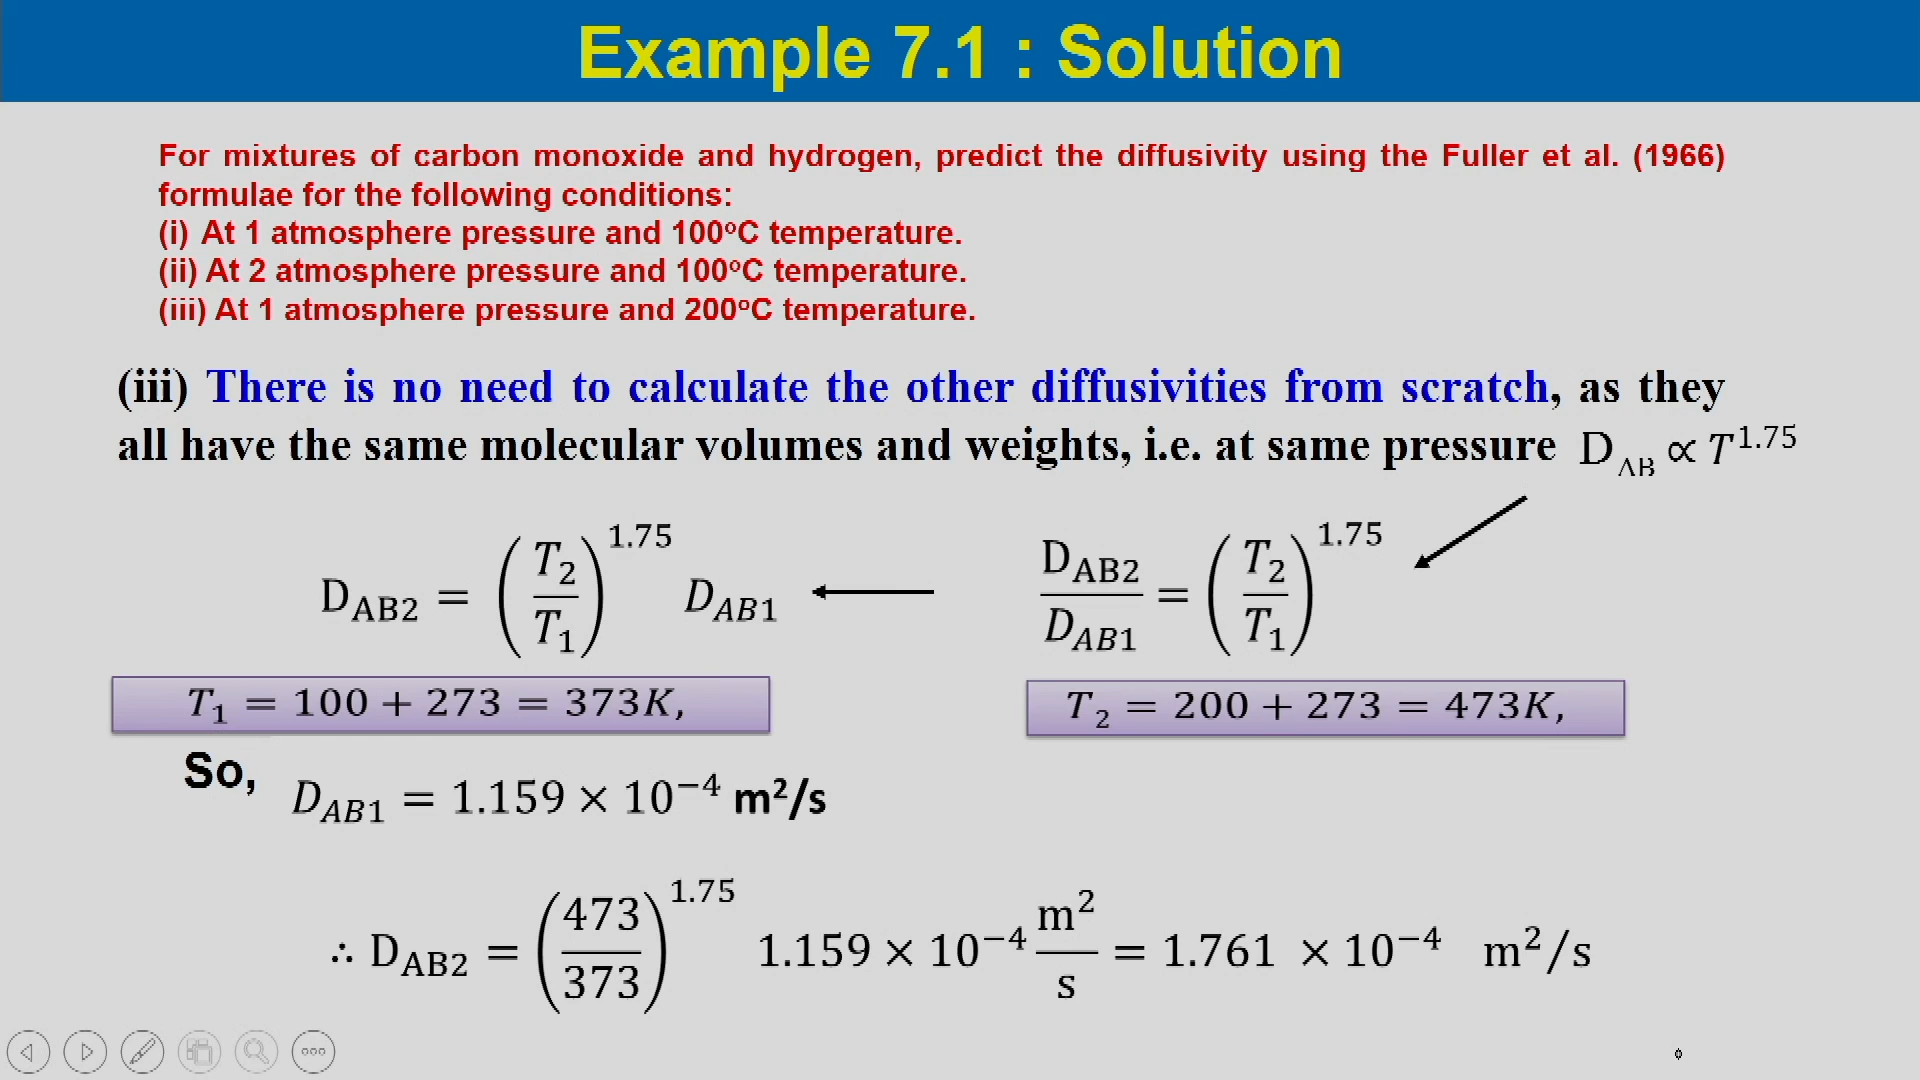 Example 7.1 : Solution
For mixtures of carbon monoxide and hydrogen, predict the diffusivity using the Fuller et al. (1966)
formulae for the following conditions:
(i) At 1 atmosphere pressure and 100ºC temperature.
(ii) At 2 atmosphere pressure and 100ºC temperature.
(iii) At 1 atmosphere pressure and 200ºC temperature.
(iii) There is no need to calculate the other diffusivities from scratch, as they
all have the same molecular volumes and weights, i.e. at same pressure D_AB ∝ T^1.75
D_AB2 = (T_2/T_1)^1.75 D_AB1
D_AB2/D_AB1 = (T_2/T_1)^1.75
T_1 = 100 + 273 = 373K,
T_2 = 200 + 273 = 473K,
So,
D_AB1 = 1.159 × 10^−4 m²/s
∴ D_AB2 = (473/373)^1.75 1.159 × 10^−4 m²/s = 1.761 × 10^−4 m²/s